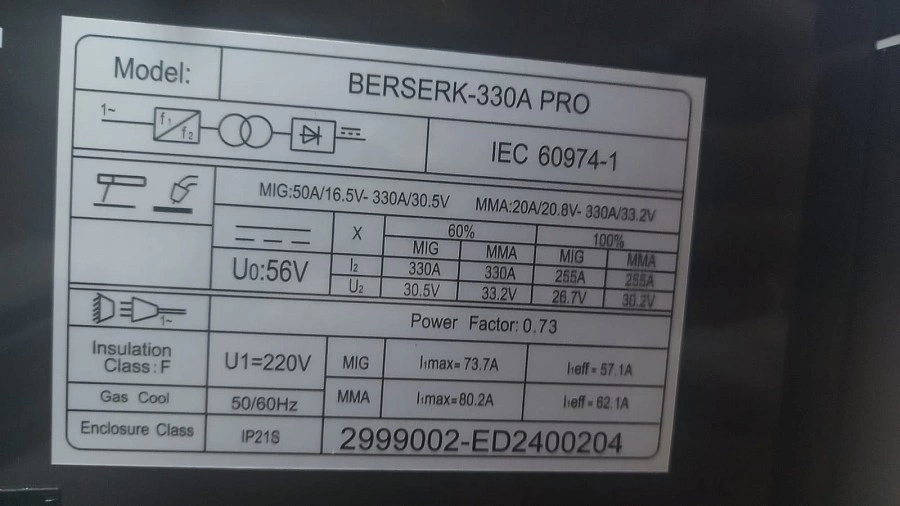 Model: BERSERK-330A PRO
1~ f1 f2 IEC 60974-1
MIG:50A/16.5V- 330A/30.5V MMA:20A/20.8V- 330A/33.2V
X 60% 100%
MIG MMA MIG MMA
U0:56V I2 330A 330A 255A 255A
U2 30.5V 33.2V 26.7V 30.2V
1~ Power Factor: 0.73
Insulation Class: F U1=220V MIG I1max= 73.7A I1eff = 57.1A
Gas Cool 50/60Hz MMA I1max=80.2A I1eff = 62.1A
Enclosure Class IP21S 2999002-ED2400204